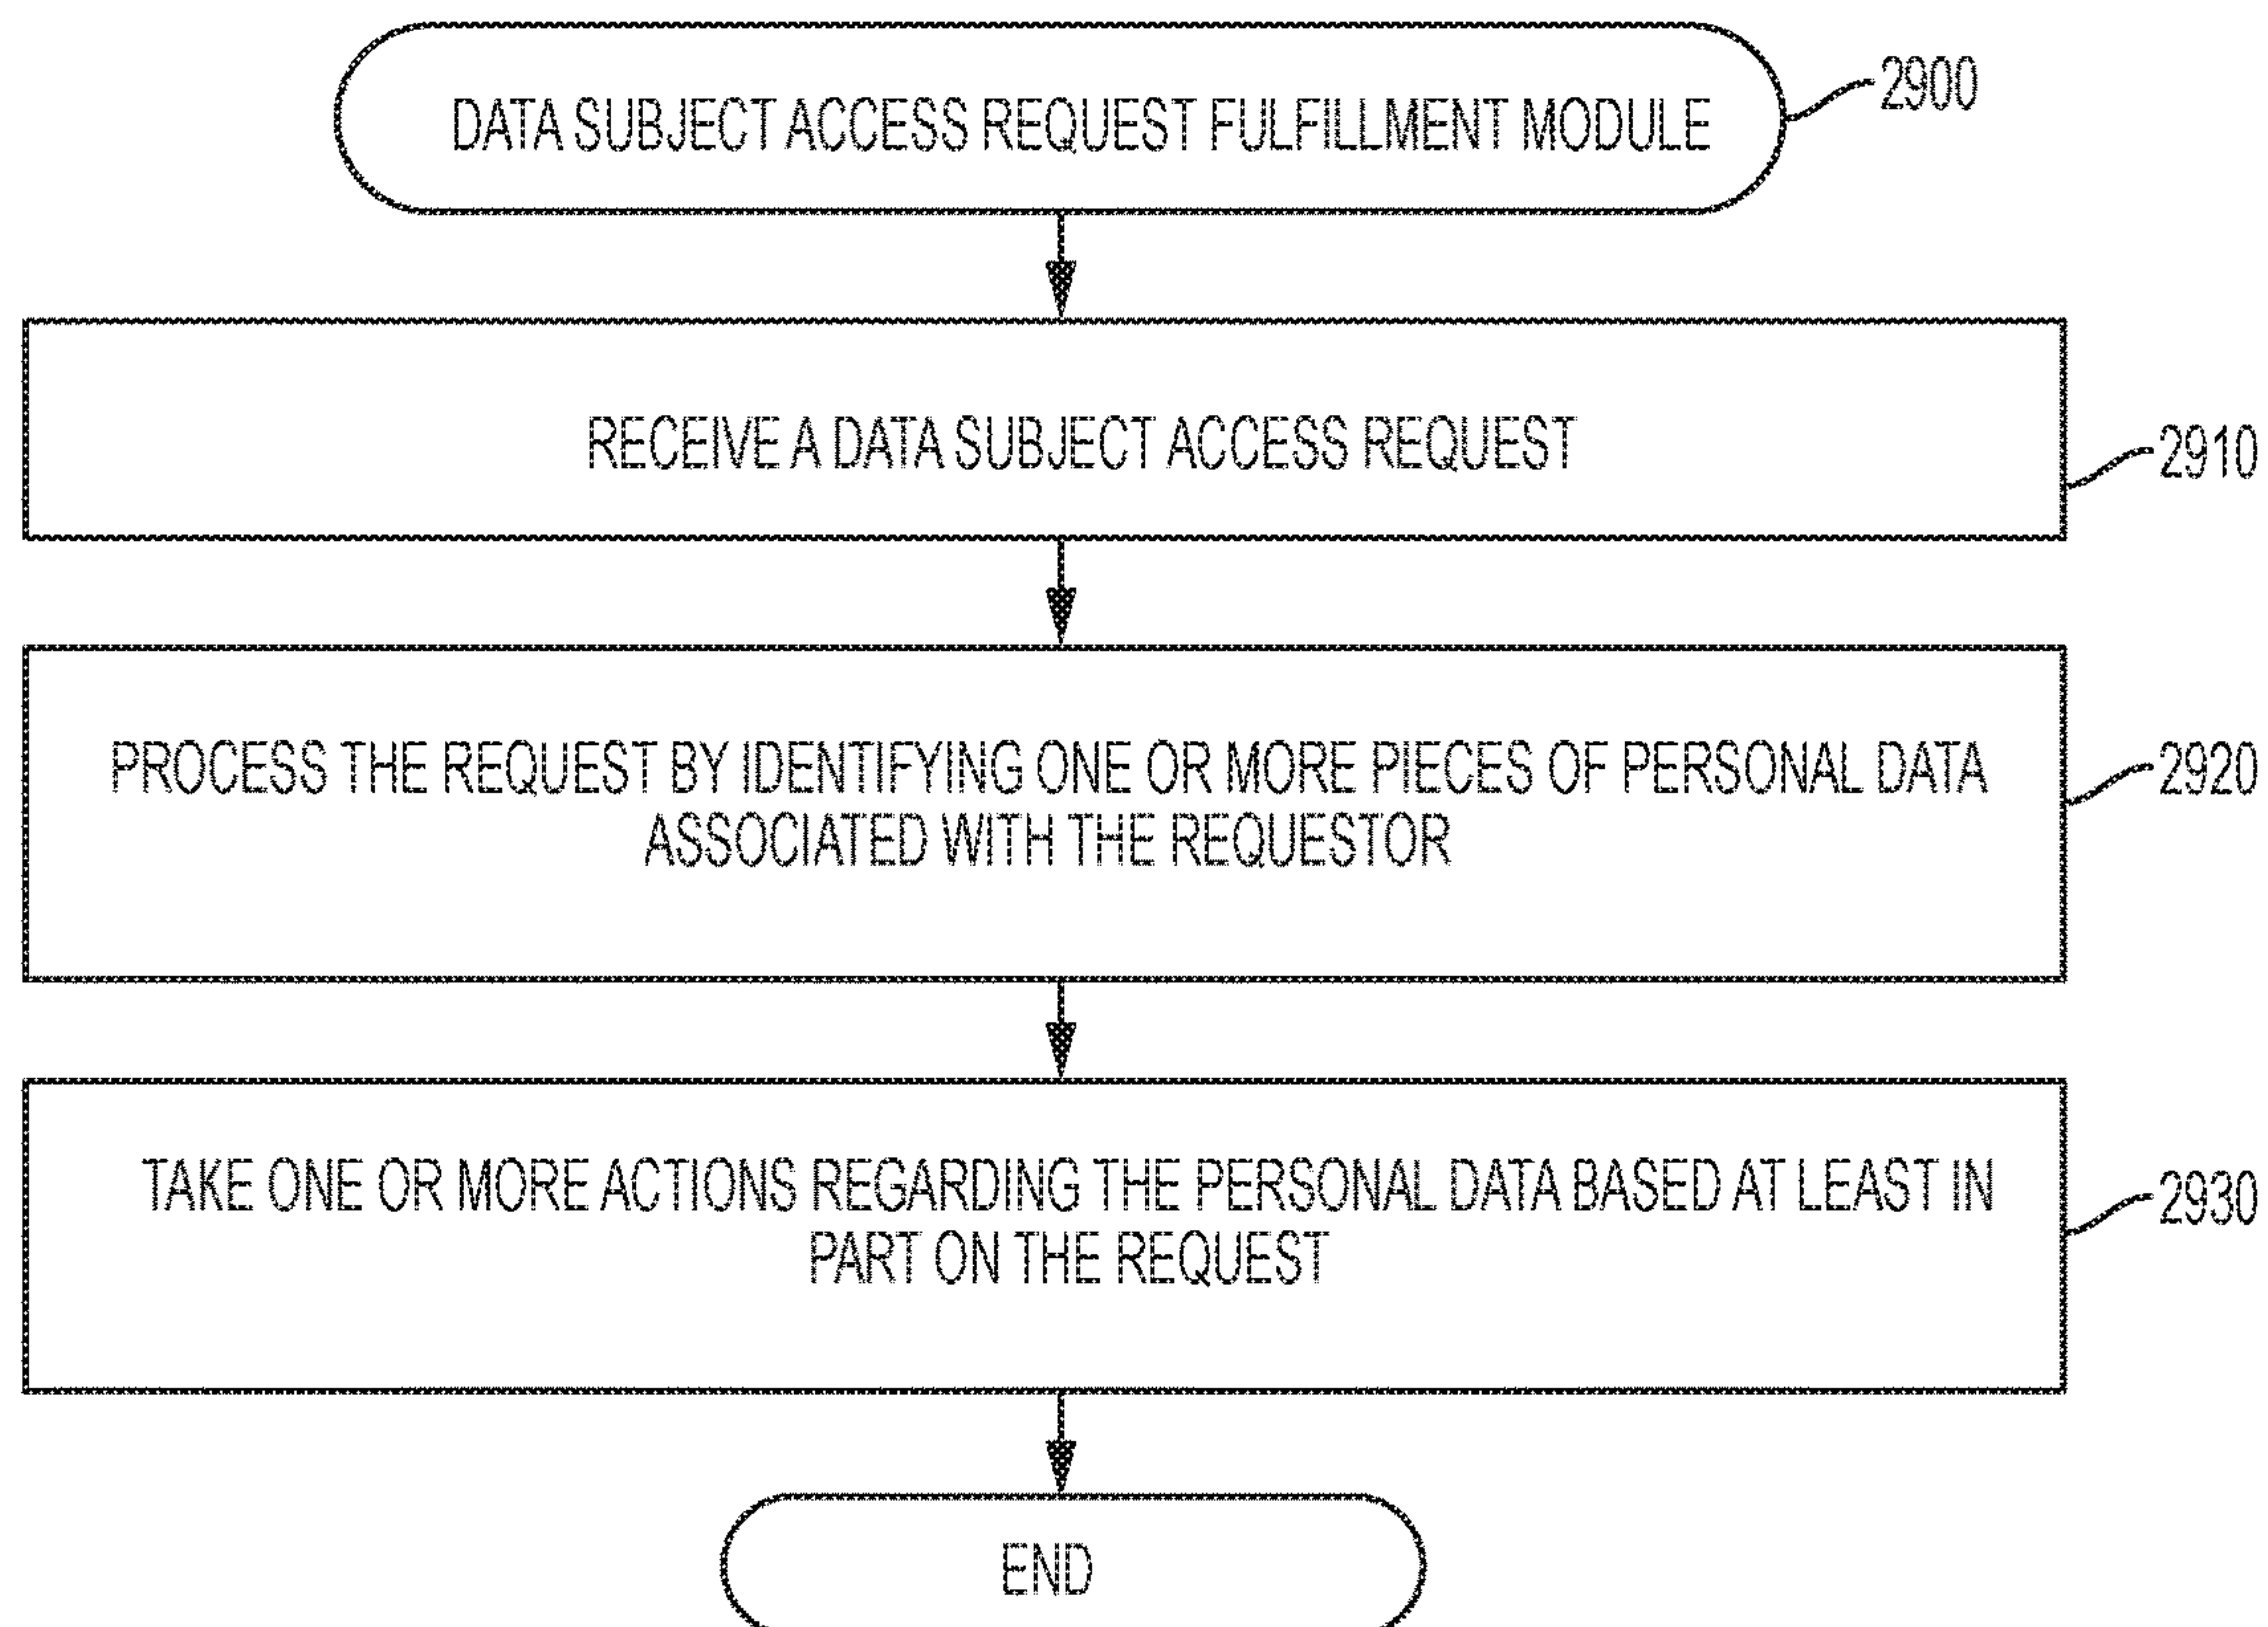 DATA SUBJECT ACCESS REQUEST FULFILLMENT MODULE
2900
RECEIVE A DATA SUBJECT ACCESS REQUEST
2910
PROCESS THE REQUEST BY IDENTIFYING ONE OR MORE PIECES OF PERSONAL DATA
ASSOCIATED WITH THE REQUESTOR
2920
TAKE ONE OR MORE ACTIONS REGARDING THE PERSONAL DATA BASED AT LEAST IN
PART ON THE REQUEST
2930
END